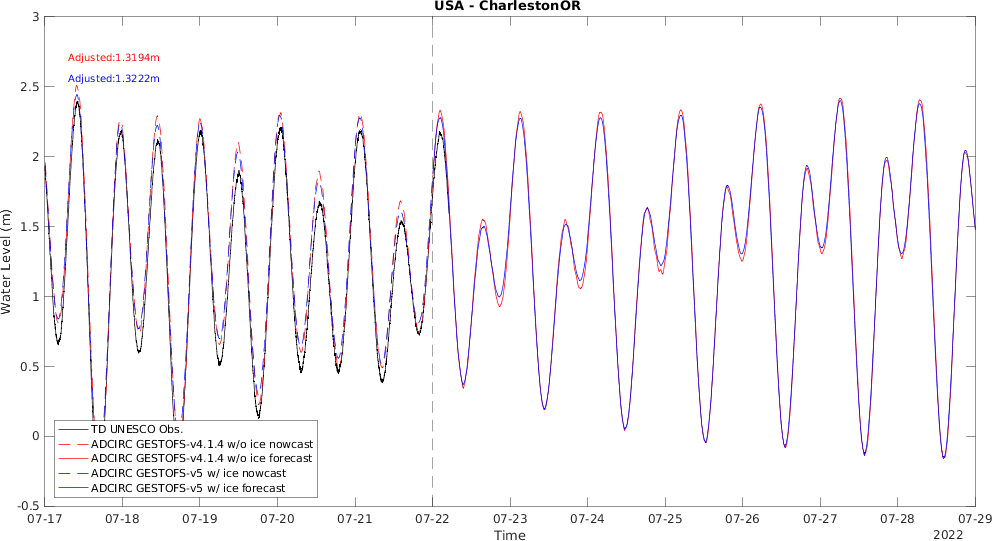 USA - CharlestonOR
3
Adjusted:1.3194m
Adjusted:1.3222m
2.5
2
1.5
1
0.5
0
-0.5
Water Level (m)
TD UNESCO Obs.
ADCIRC GESTOFS-v4.1.4 w/o ice nowcast
ADCIRC GESTOFS-v4.1.4 w/o ice forecast
ADCIRC GESTOFS-v5 w/ ice nowcast
ADCIRC GESTOFS-v5 w/ ice forecast
07-17 07-18 07-19 07-20 07-21 07-22 07-23 07-24 07-25 07-26 07-27 07-28 07-29
Time
2022